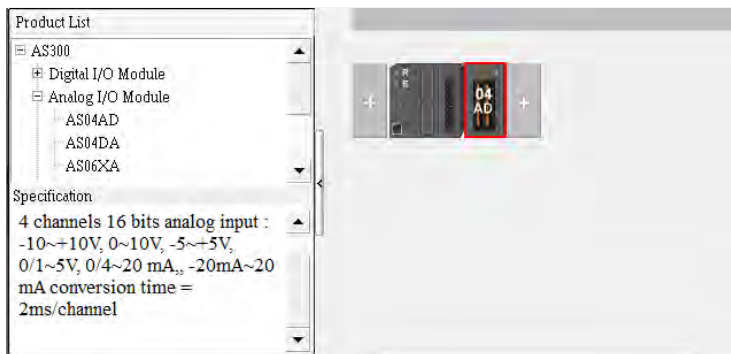 Product List
AS300
Digital I/O Module
Analog I/O Module
AS04AD
AS04DA
AS06XA
Specification
4 channels 16 bits analog input :
-10~+10V, 0~10V, -5~+5V,
0/1~5V, 0/4~20 mA,, -20mA~20
mA conversion time =
2ms/channel
R
E
04
AD